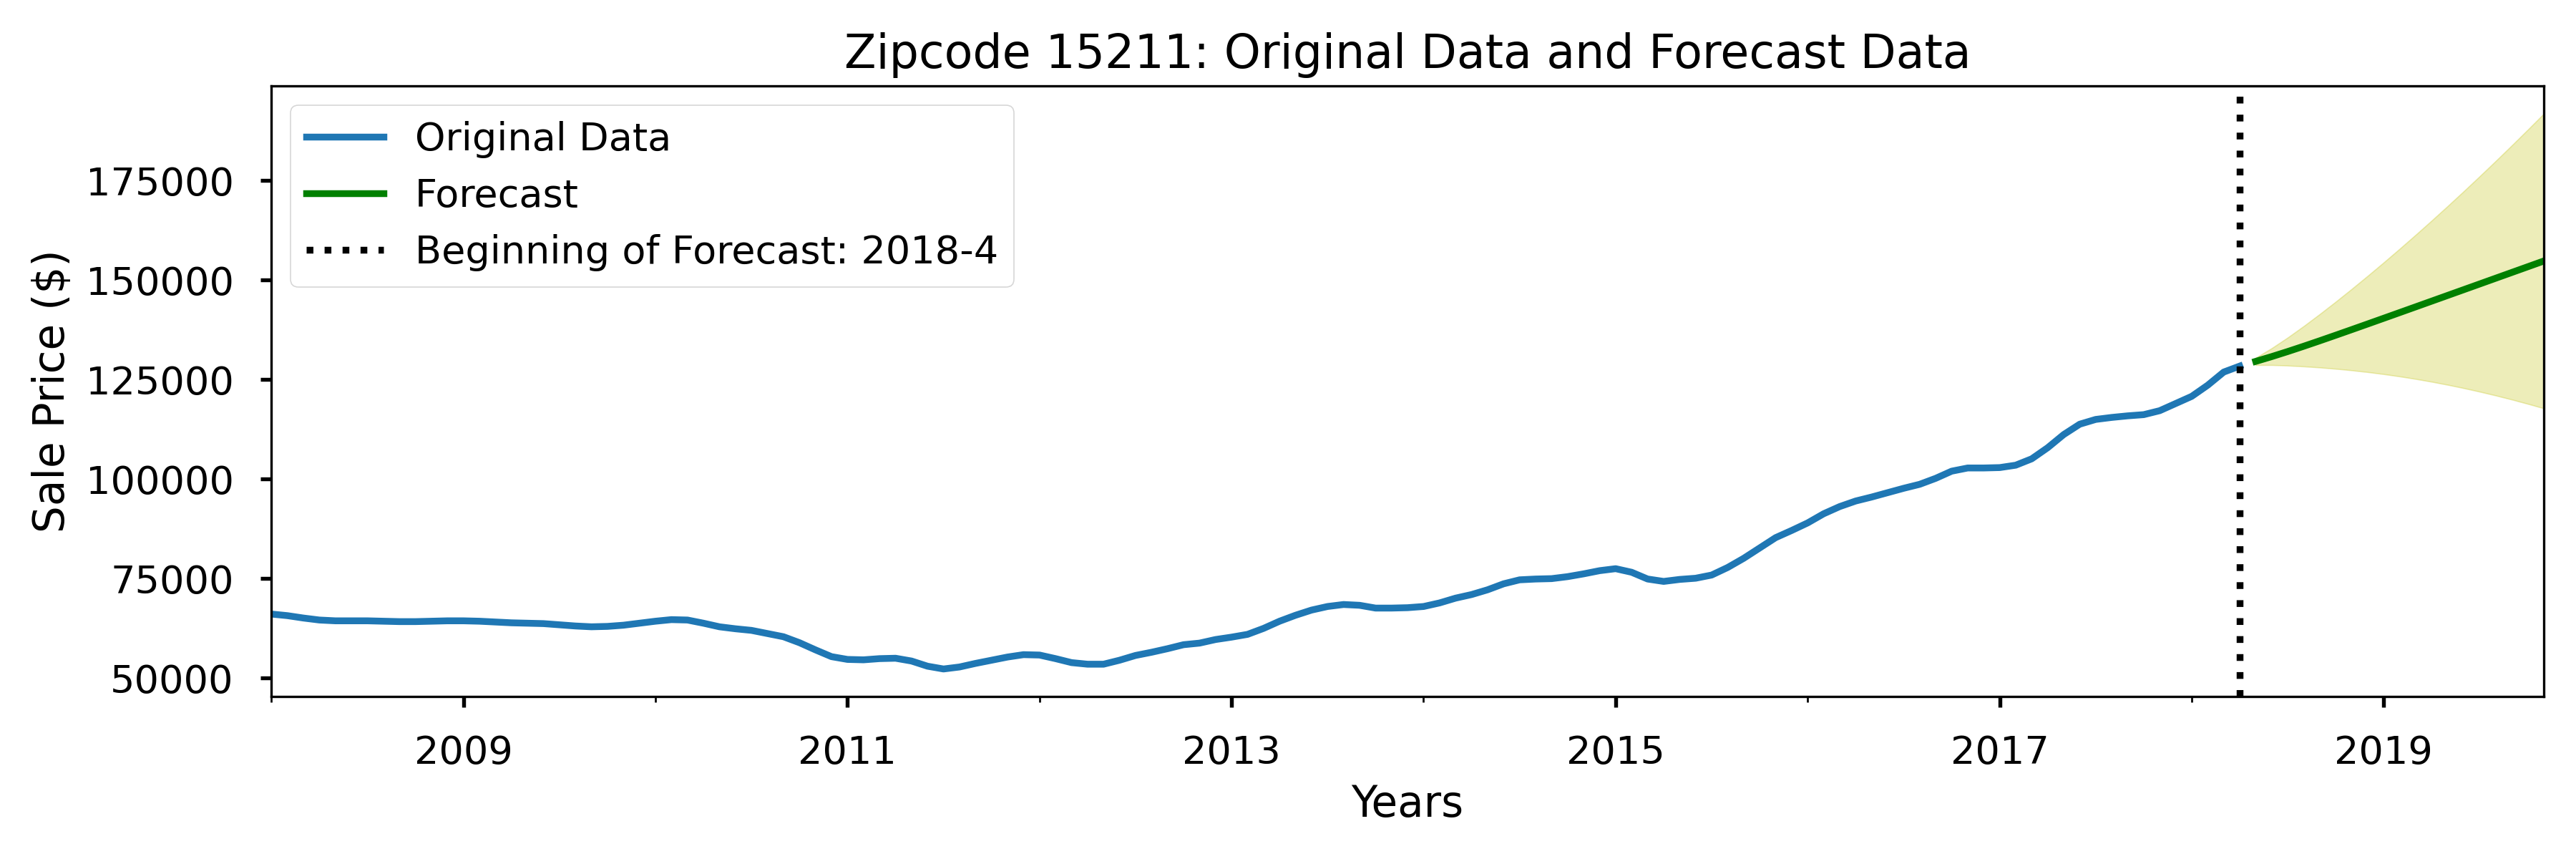 Zipcode 15211: Original Data and Forecast Data
Original Data
Forecast
Beginning of Forecast: 2018-4
Sale Price ($)
175000
150000
125000
100000
75000
50000
2009 2011 2013 2015 2017 2019
Years